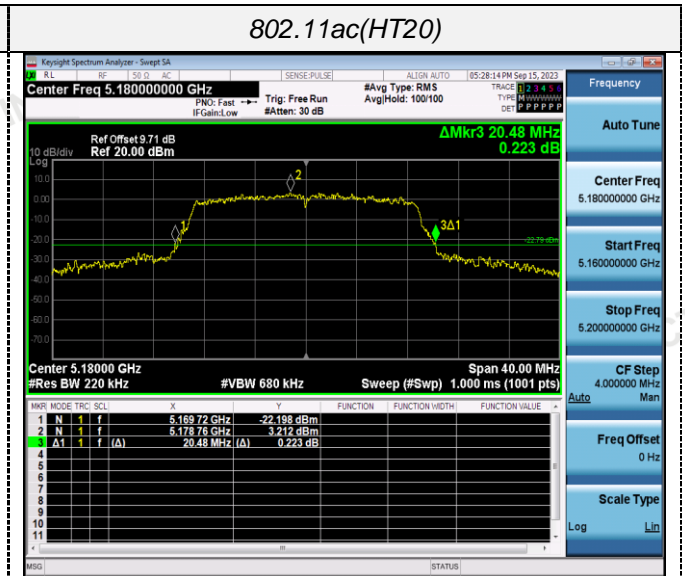 802.11ac(HT20)
Keysight Spectrum Analyzer - Swept SA
RL RF 50 Ω AC SENSE:PULSE ALIGN AUTO 05:28:14 PM Sep 15, 2023
Center Freq 5.180000000 GHz
PNO: Fast
IFGain:Low
Trig: Free Run
#Atten: 30 dB
#Avg Type: RMS
Avg|Hold: 100/100
TRACE 1 2 3 4 5 6
TYPE M WWWWW
DET P P P P P P
Frequency
Auto Tune
Center Freq
5.180000000 GHz
Start Freq
5.160000000 GHz
Stop Freq
5.200000000 GHz
CF Step
4.000000 MHz
Auto Man
Freq Offset
0 Hz
Scale Type
Log Lin
ΔMkr3 20.48 MHz
0.223 dB
Ref Offset 9.71 dB
10 dB/div Ref 20.00 dBm
Log
10.0
0.00
-10.0
-20.0
-30.0
-40.0
-50.0
-60.0
-70.0
1
2
3Δ1
-22.79 dBm
Center 5.18000 GHz Span 40.00 MHz
#Res BW 220 kHz #VBW 680 kHz Sweep (#Swp) 1.000 ms (1001 pts)
MKR MODE TRC SCL X Y FUNCTION FUNCTION WIDTH FUNCTION VALUE
1 N 1 f 5.169 72 GHz -22.198 dBm
2 N 1 f 5.178 76 GHz 3.212 dBm
3 Δ1 1 f (Δ) 20.48 MHz (Δ) 0.223 dB
4
5
6
7
8
9
10
11
MSG STATUS